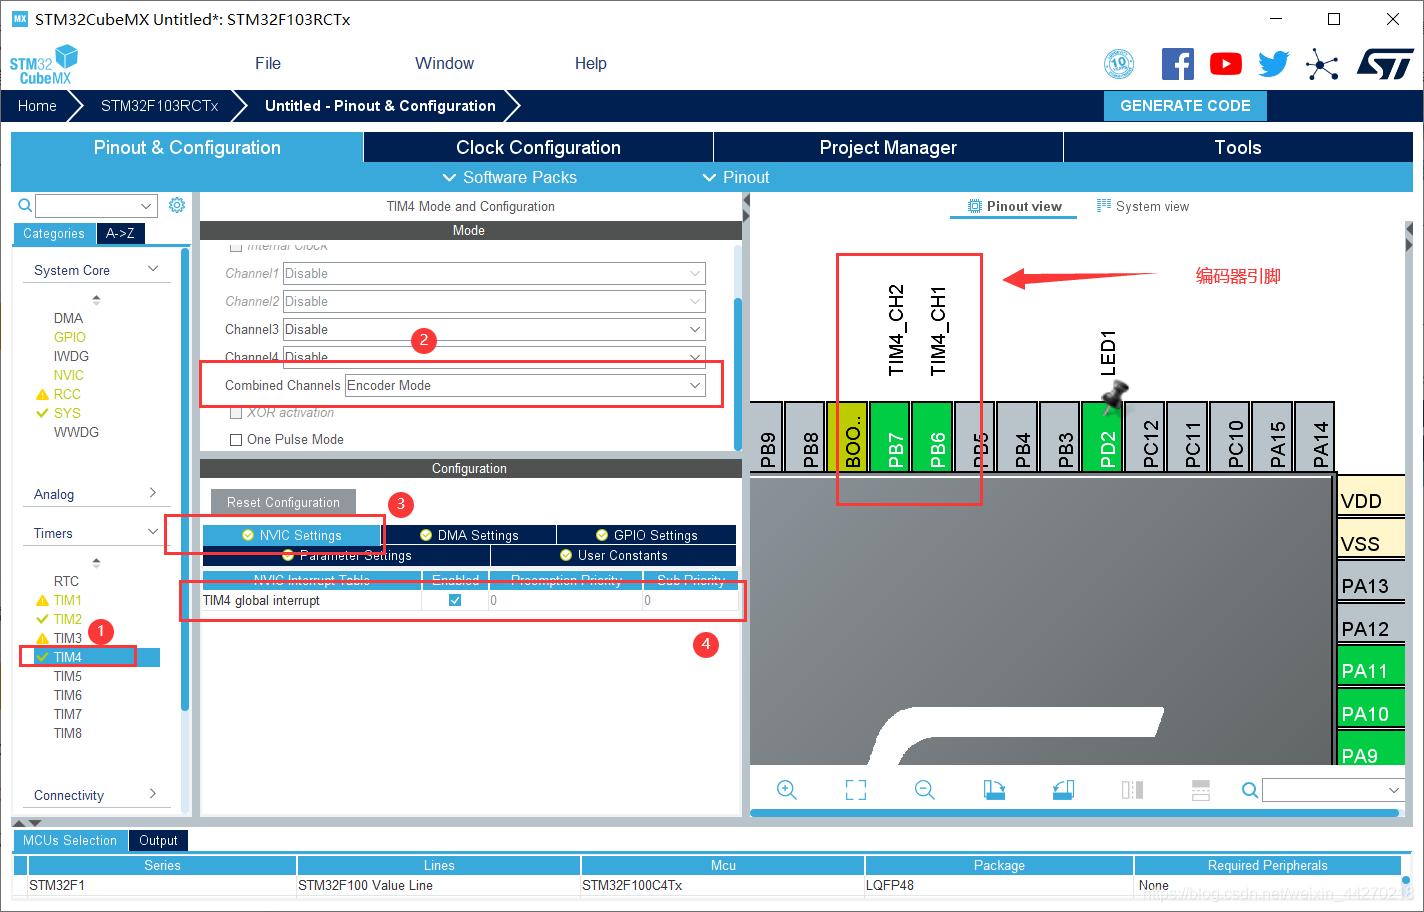 MX STM32CubeMX Untitled*: STM32F103RCTx
STM32 CubeMX
File Window Help
10
Home STM32F103RCTx Untitled - Pinout & Configuration GENERATE CODE
Pinout & Configuration Clock Configuration Project Manager Tools
Software Packs Pinout
Categories A->Z
System Core
DMA
GPIO
IWDG
NVIC
RCC
SYS
WWDG
Analog
Timers
RTC
TIM1
TIM2
TIM3
1
TIM4
TIM5
TIM6
TIM7
TIM8
Connectivity
TIM4 Mode and Configuration
Mode
Internal Clock
Channel1 Disable
Channel2 Disable
Channel3 Disable
2
Channel4 Disable
Combined Channels Encoder Mode
XOR activation
One Pulse Mode
Configuration
Reset Configuration
3
NVIC Settings DMA Settings GPIO Settings
Parameter Settings User Constants
NVIC Interrupt Table Enabled Preemption Priority Sub Priority
TIM4 global interrupt 0 0
4
Pinout view System view
编码器引脚
TIM4_CH2
TIM4_CH1
LED1
PB9
PB8
BOO..
PB7
PB6
PB5
PB4
PB3
PD2
PC12
PC11
PC10
PA15
PA14
VDD
VSS
PA13
PA12
PA11
PA10
PA9
MCUs Selection Output
Series Lines Mcu Package Required Peripherals
STM32F1 STM32F100 Value Line STM32F100C4Tx LQFP48 None
https://blog.csdn.net/weixin_44270218